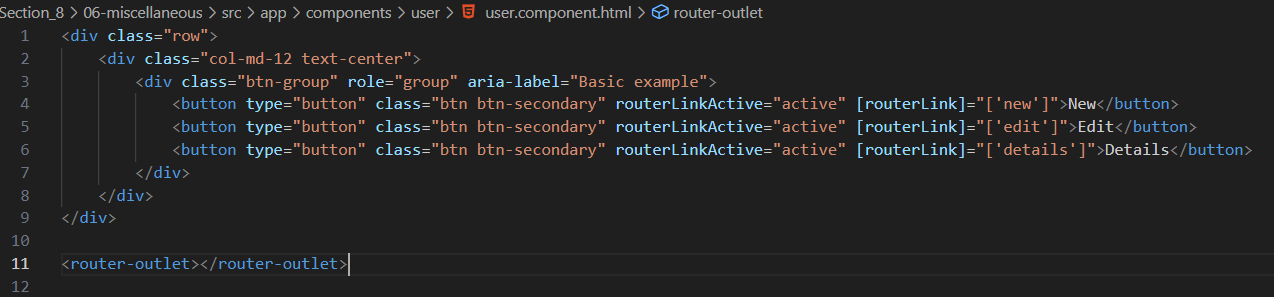 Section_8 > 06-miscellaneous > src > app > components > user > user.component.html > router-outlet
1 <div class="row">
2 <div class="col-md-12 text-center">
3 <div class="btn-group" role="group" aria-label="Basic example">
4 <button type="button" class="btn btn-secondary" routerLinkActive="active" [routerLink]="['new']">New</button>
5 <button type="button" class="btn btn-secondary" routerLinkActive="active" [routerLink]="['edit']">Edit</button>
6 <button type="button" class="btn btn-secondary" routerLinkActive="active" [routerLink]="['details']">Details</button>
7 </div>
8 </div>
9 </div>
10
11 <router-outlet></router-outlet>
12